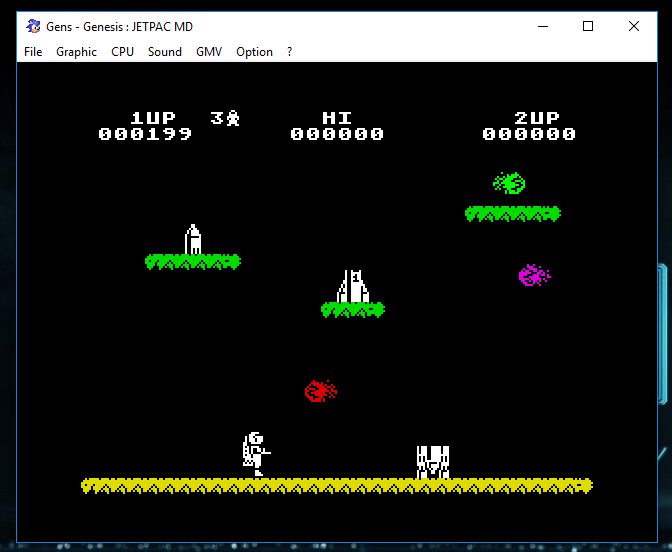 Gens - Genesis : JETPAC MD
File Graphic CPU Sound GMV Option ?
1UP 3 HI 2UP
000199 000000 000000